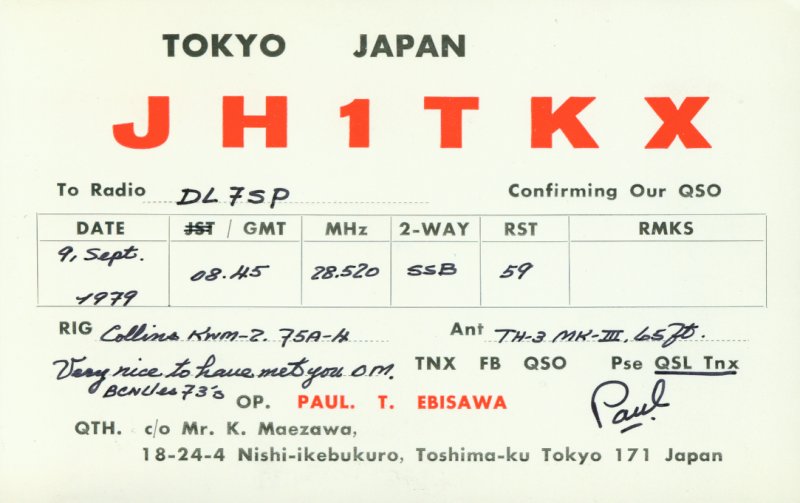 TOKYO JAPAN
JH1TKX
To Radio DL7SP Confirming Our QSO
DATE JST / GMT MHz 2-WAY RST RMKS
9, Sept. 1979 08.45 28.520 SSB 59
RIG Collins KWM-2. 75A-4 Ant TH-3 MK-III, 65ft.
Very nice to have met you OM. TNX FB QSO Pse QSL Tnx
BCNU es 73's OP. PAUL. T. EBISAWA Paul
QTH. c/o Mr. K. Maezawa,
18-24-4 Nishi-ikebukuro, Toshima-ku Tokyo 171 Japan